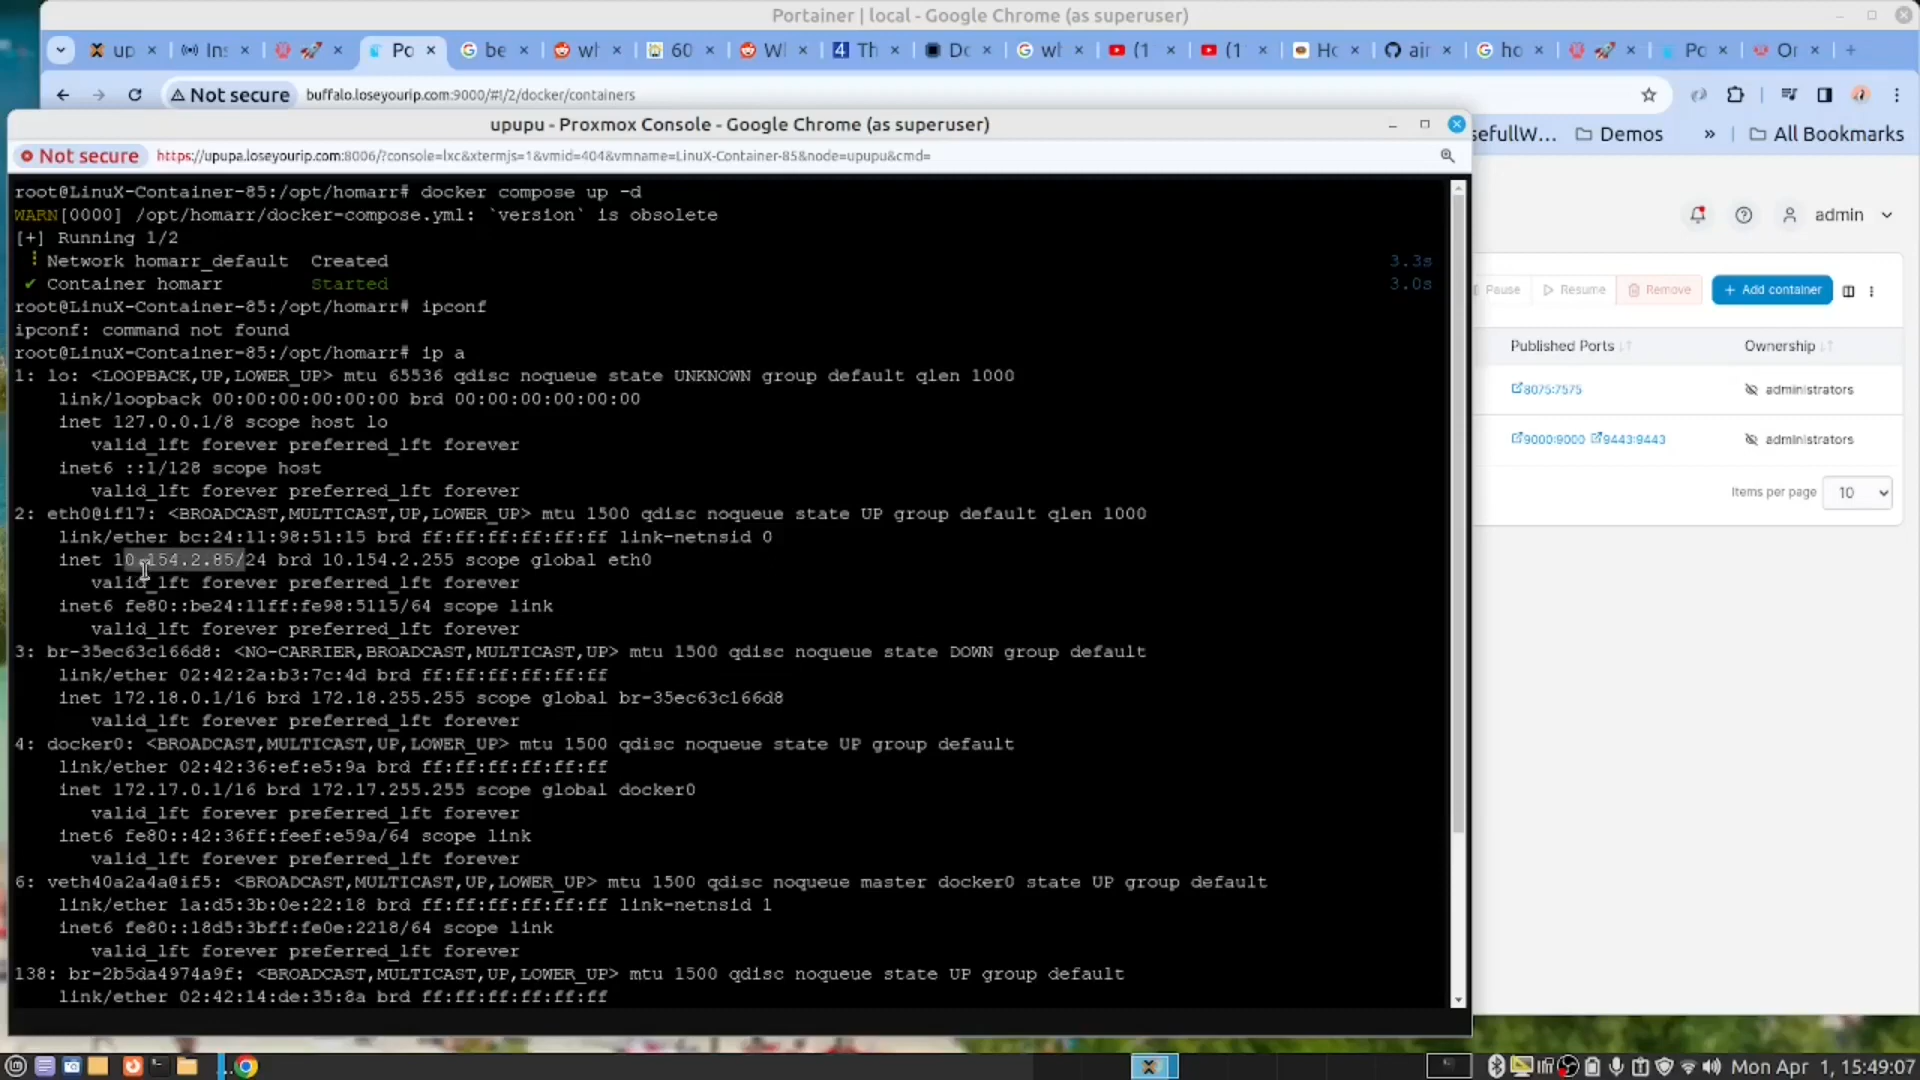 Portainer | local - Google Chrome (as superuser)
up × Ins × × Po × be × wh × 60 × Wl × Th × Do × wh × (1 × (1 × Ho × air × ho × × Po × Or × +
Not secure buffalo.loseyourip.com:9000/#!/2/docker/containers
upupu - Proxmox Console - Google Chrome (as superuser)
sefullW... Demos » All Bookmarks
Not secure https://upupa.loseyourip.com:8006/?console=lxc&xtermjs=1&vmid=404&vmname=LinuX-Container-85&node=upupu&cmd=
root@LinuX-Container-85:/opt/homarr# docker compose up -d
WARN[0000] /opt/homarr/docker-compose.yml: `version` is obsolete
[+] Running 1/2
Network homarr_default Created 3.3s
✔ Container homarr Started 3.0s
root@LinuX-Container-85:/opt/homarr# ipconf
ipconf: command not found
root@LinuX-Container-85:/opt/homarr# ip a
1: lo: <LOOPBACK,UP,LOWER_UP> mtu 65536 qdisc noqueue state UNKNOWN group default qlen 1000
link/loopback 00:00:00:00:00:00 brd 00:00:00:00:00:00
inet 127.0.0.1/8 scope host lo
valid_lft forever preferred_lft forever
inet6 ::1/128 scope host
valid_lft forever preferred_lft forever
2: eth0@if17: <BROADCAST,MULTICAST,UP,LOWER_UP> mtu 1500 qdisc noqueue state UP group default qlen 1000
link/ether bc:24:11:98:51:15 brd ff:ff:ff:ff:ff:ff link-netnsid 0
inet 10.154.2.85/24 brd 10.154.2.255 scope global eth0
valid_lft forever preferred_lft forever
inet6 fe80::be24:11ff:fe98:5115/64 scope link
valid_lft forever preferred_lft forever
3: br-35ec63c166d8: <NO-CARRIER,BROADCAST,MULTICAST,UP> mtu 1500 qdisc noqueue state DOWN group default
link/ether 02:42:2a:b3:7c:4d brd ff:ff:ff:ff:ff:ff
inet 172.18.0.1/16 brd 172.18.255.255 scope global br-35ec63c166d8
valid_lft forever preferred_lft forever
4: docker0: <BROADCAST,MULTICAST,UP,LOWER_UP> mtu 1500 qdisc noqueue state UP group default
link/ether 02:42:36:ef:e5:9a brd ff:ff:ff:ff:ff:ff
inet 172.17.0.1/16 brd 172.17.255.255 scope global docker0
valid_lft forever preferred_lft forever
inet6 fe80::42:36ff:feef:e59a/64 scope link
valid_lft forever preferred_lft forever
6: veth40a2a4a@if5: <BROADCAST,MULTICAST,UP,LOWER_UP> mtu 1500 qdisc noqueue master docker0 state UP group default
link/ether 1a:d5:3b:0e:22:18 brd ff:ff:ff:ff:ff:ff link-netnsid 1
inet6 fe80::18d5:3bff:fe0e:2218/64 scope link
valid_lft forever preferred_lft forever
138: br-2b5da4974a9f: <BROADCAST,MULTICAST,UP,LOWER_UP> mtu 1500 qdisc noqueue state UP group default
link/ether 02:42:14:de:35:8a brd ff:ff:ff:ff:ff:ff
admin
Pause Resume Remove + Add container
Published Ports Ownership
8075:7575 administrators
9000:9000 9443:9443 administrators
Items per page 10
Mon Apr 1, 15:49:07